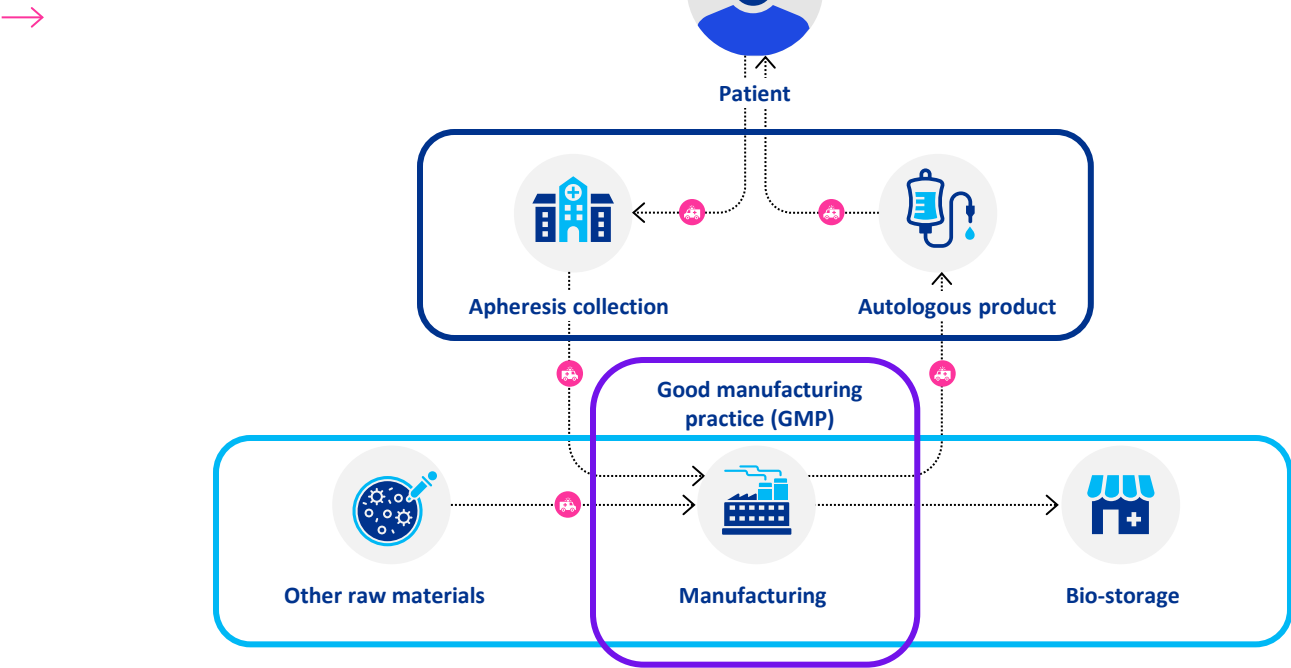 Patient
Apheresis collection
Autologous product
Good manufacturing
practice (GMP)
Other raw materials
Manufacturing
Bio-storage